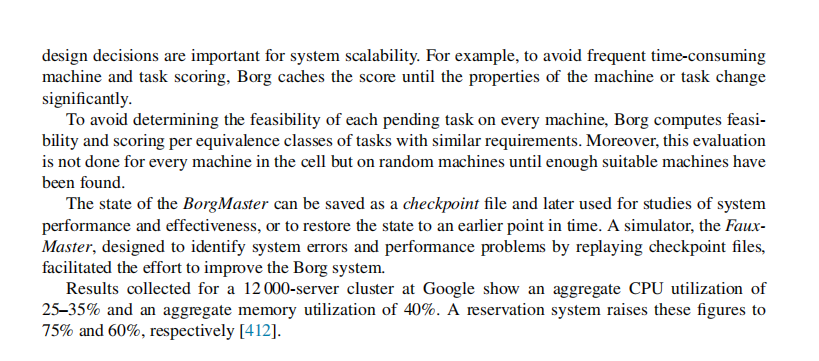 design decisions are important for system scalability. For example, to avoid frequent time-consuming
machine and task scoring, Borg caches the score until the properties of the machine or task change
significantly.
To avoid determining the feasibility of each pending task on every machine, Borg computes feasi-
bility and scoring per equivalence classes of tasks with similar requirements. Moreover, this evaluation
is not done for every machine in the cell but on random machines until enough suitable machines have
been found.
The state of the BorgMaster can be saved as a checkpoint file and later used for studies of system
performance and effectiveness, or to restore the state to an earlier point in time. A simulator, the Faux-
Master, designed to identify system errors and performance problems by replaying checkpoint files,
facilitated the effort to improve the Borg system.
Results collected for a 12 000-server cluster at Google show an aggregate CPU utilization of
25–35% and an aggregate memory utilization of 40%. A reservation system raises these figures to
75% and 60%, respectively [412].